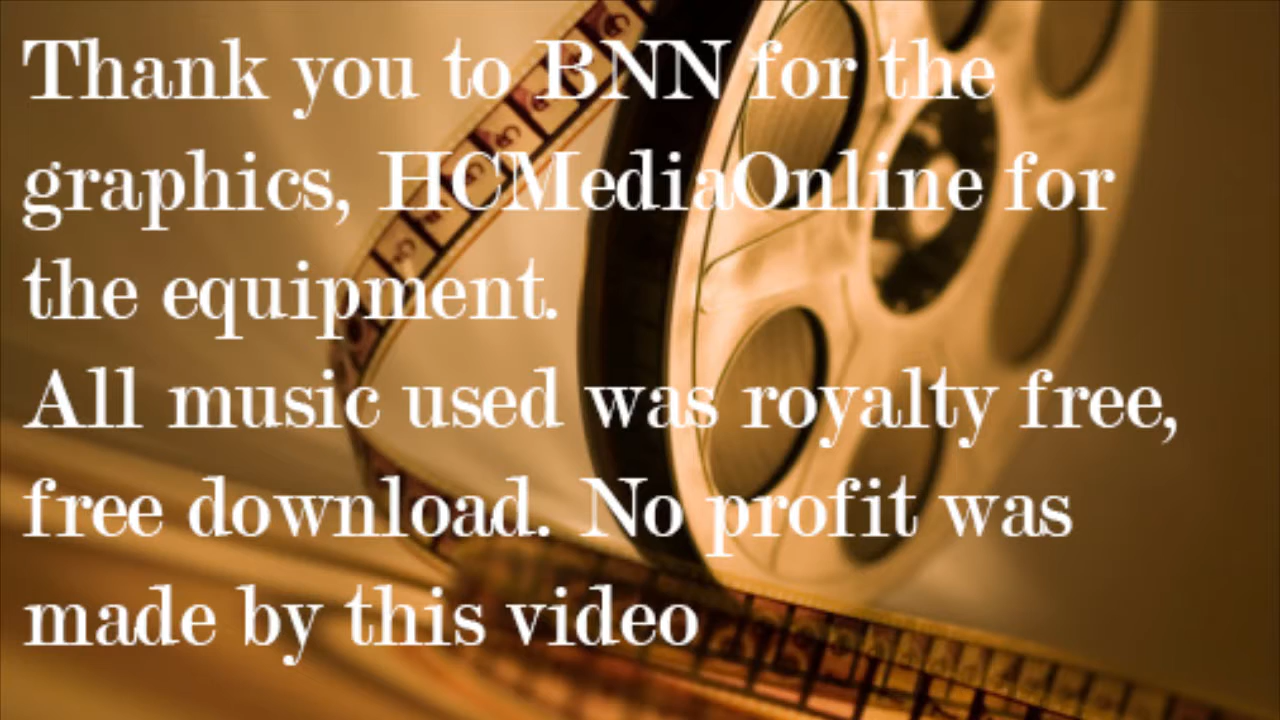 Thank you to BNN for the
graphics, HCMediaOnline for
the equipment.
All music used was royalty free,
free download. No profit was
made by this video